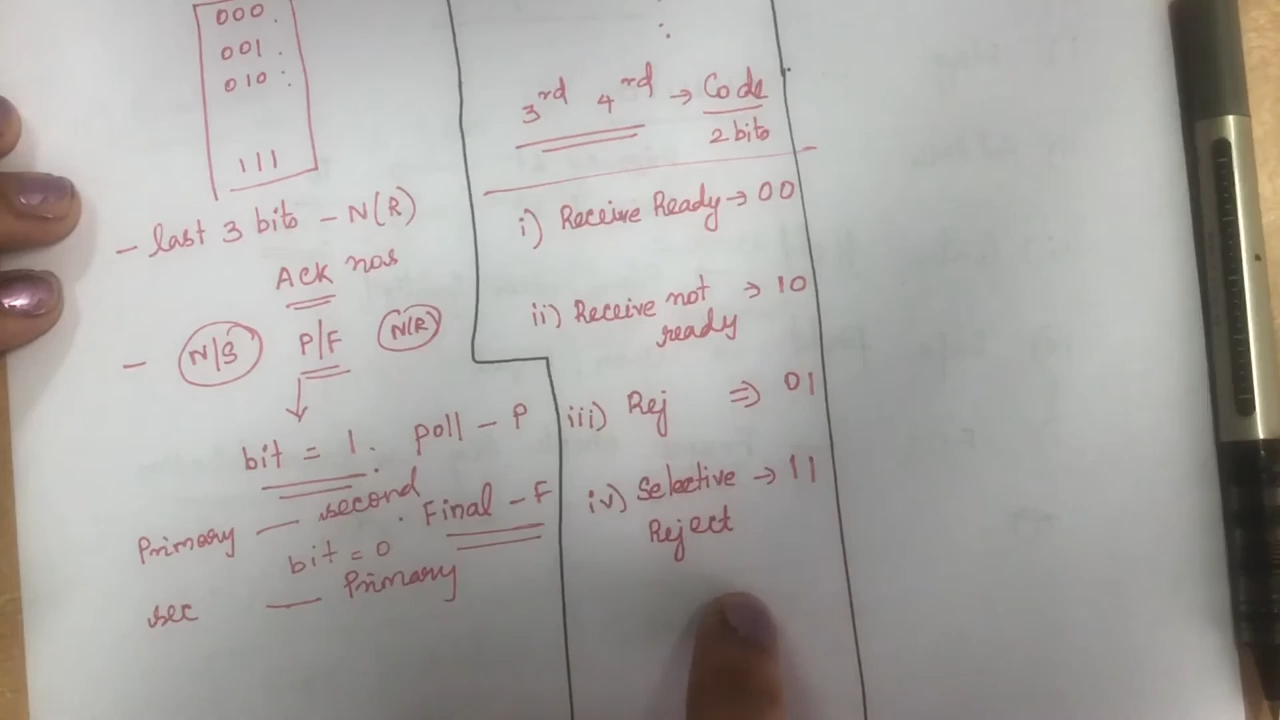 000.
001.
010:
111
- last 3 bits - N(R)
Ack nos
- N/S P/F N(R)
bit = 1. poll - P
Primary — second
. Final - F
bit = 0
sec — Primary
:
3rd 4rd → Code
2 bits
i) Receive Ready → 00
ii) Receive not → 10
ready
iii) Rej ⇒ 01
iv) Selective → 11
Reject